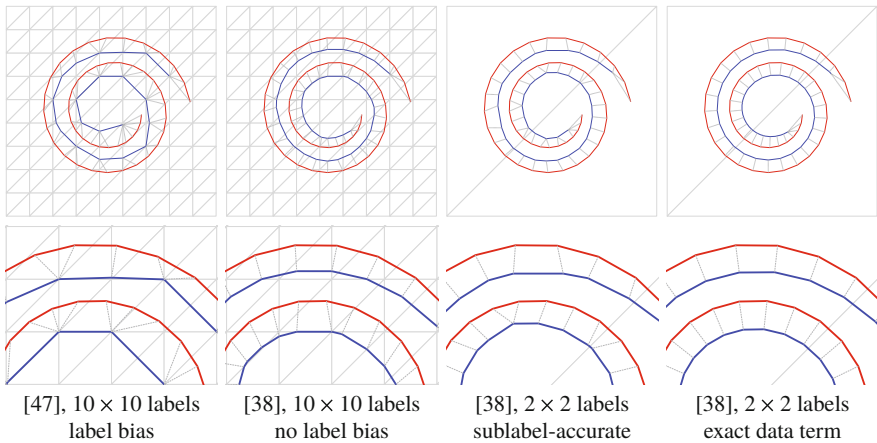 [47], 10 × 10 labels
label bias
[38], 10 × 10 labels
no label bias
[38], 2 × 2 labels
sublabel-accurate
[38], 2 × 2 labels
exact data term